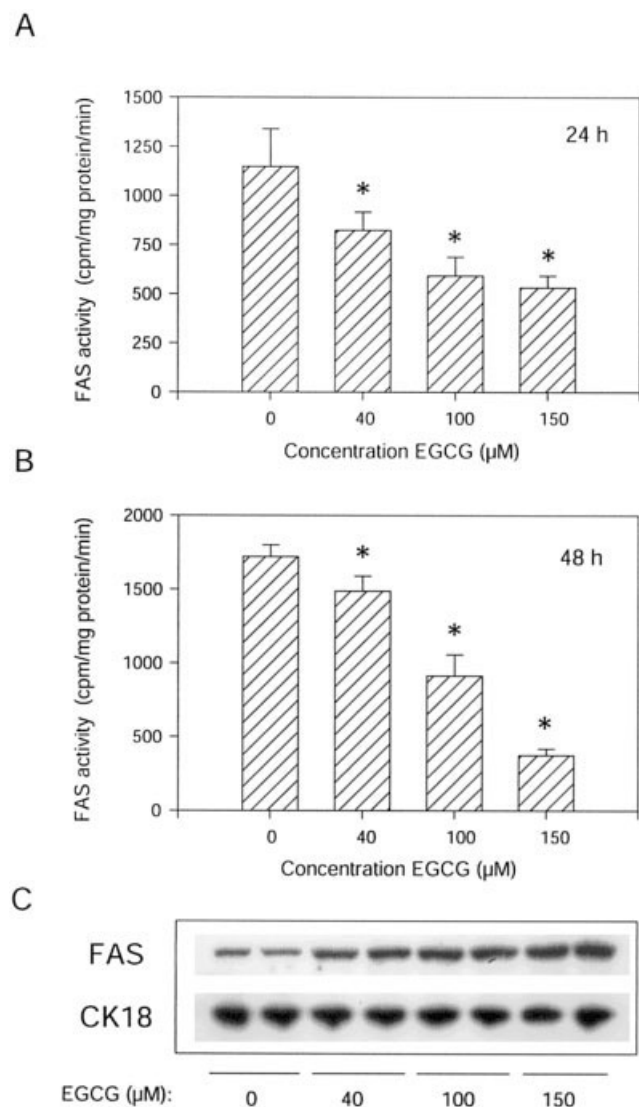 A
FAS activity (cpm/mg protein/min)
1500
1250
1000
750
500
250
0
24 h
*
*
*
0 40 100 150
Concentration EGCG (µM)
B
FAS activity (cpm/mg protein/min)
2000
1500
1000
500
0
48 h
*
*
*
0 40 100 150
Concentration EGCG (µM)
C
FAS
CK18
EGCG (µM): 0 40 100 150